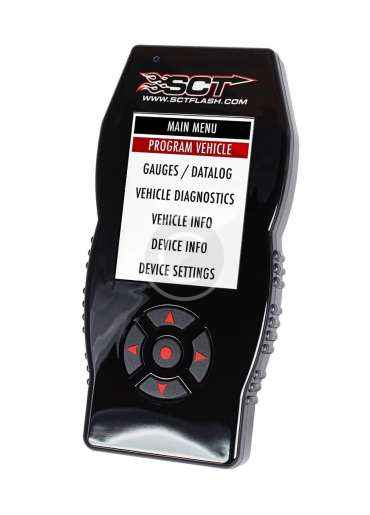 SCT
WWW.SCTFLASH.COM
MAIN MENU
PROGRAM VEHICLE
GAUGES / DATALOG
VEHICLE DIAGNOSTICS
VEHICLE INFO
DEVICE INFO
DEVICE SETTINGS